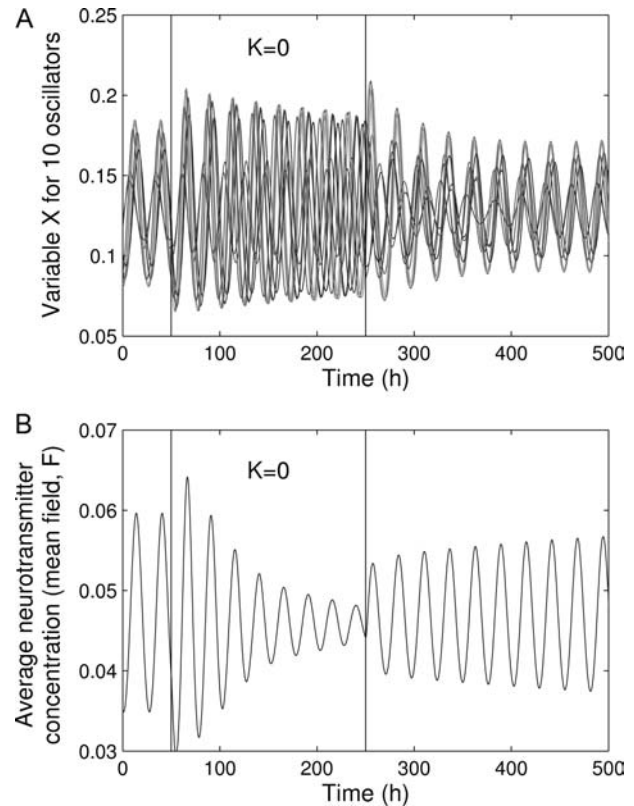 A
K=0
Variable X for 10 oscillators
0.25
0.2
0.15
0.1
0.05
0 100 200 300 400 500
Time (h)
B
K=0
Average neurotransmitter
concentration (mean field, F)
0.07
0.06
0.05
0.04
0.03
0 100 200 300 400 500
Time (h)